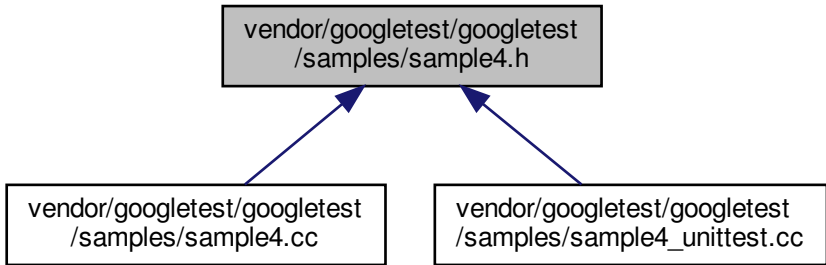 vendor/googletest/googletest
/samples/sample4.h
vendor/googletest/googletest
/samples/sample4.cc
vendor/googletest/googletest
/samples/sample4_unittest.cc